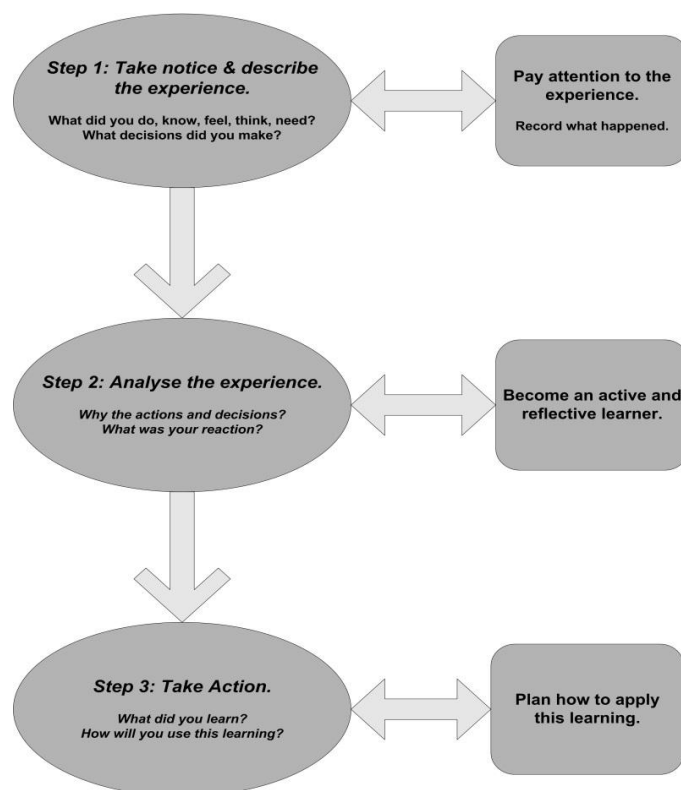 Step 1: Take notice & describe
the experience.
What did you do, know, feel, think, need?
What decisions did you make?
Pay attention to the
experience.
Record what happened.
Step 2: Analyse the experience.
Why the actions and decisions?
What was your reaction?
Become an active and
reflective learner.
Step 3: Take Action.
What did you learn?
How will you use this learning?
Plan how to apply
this learning.